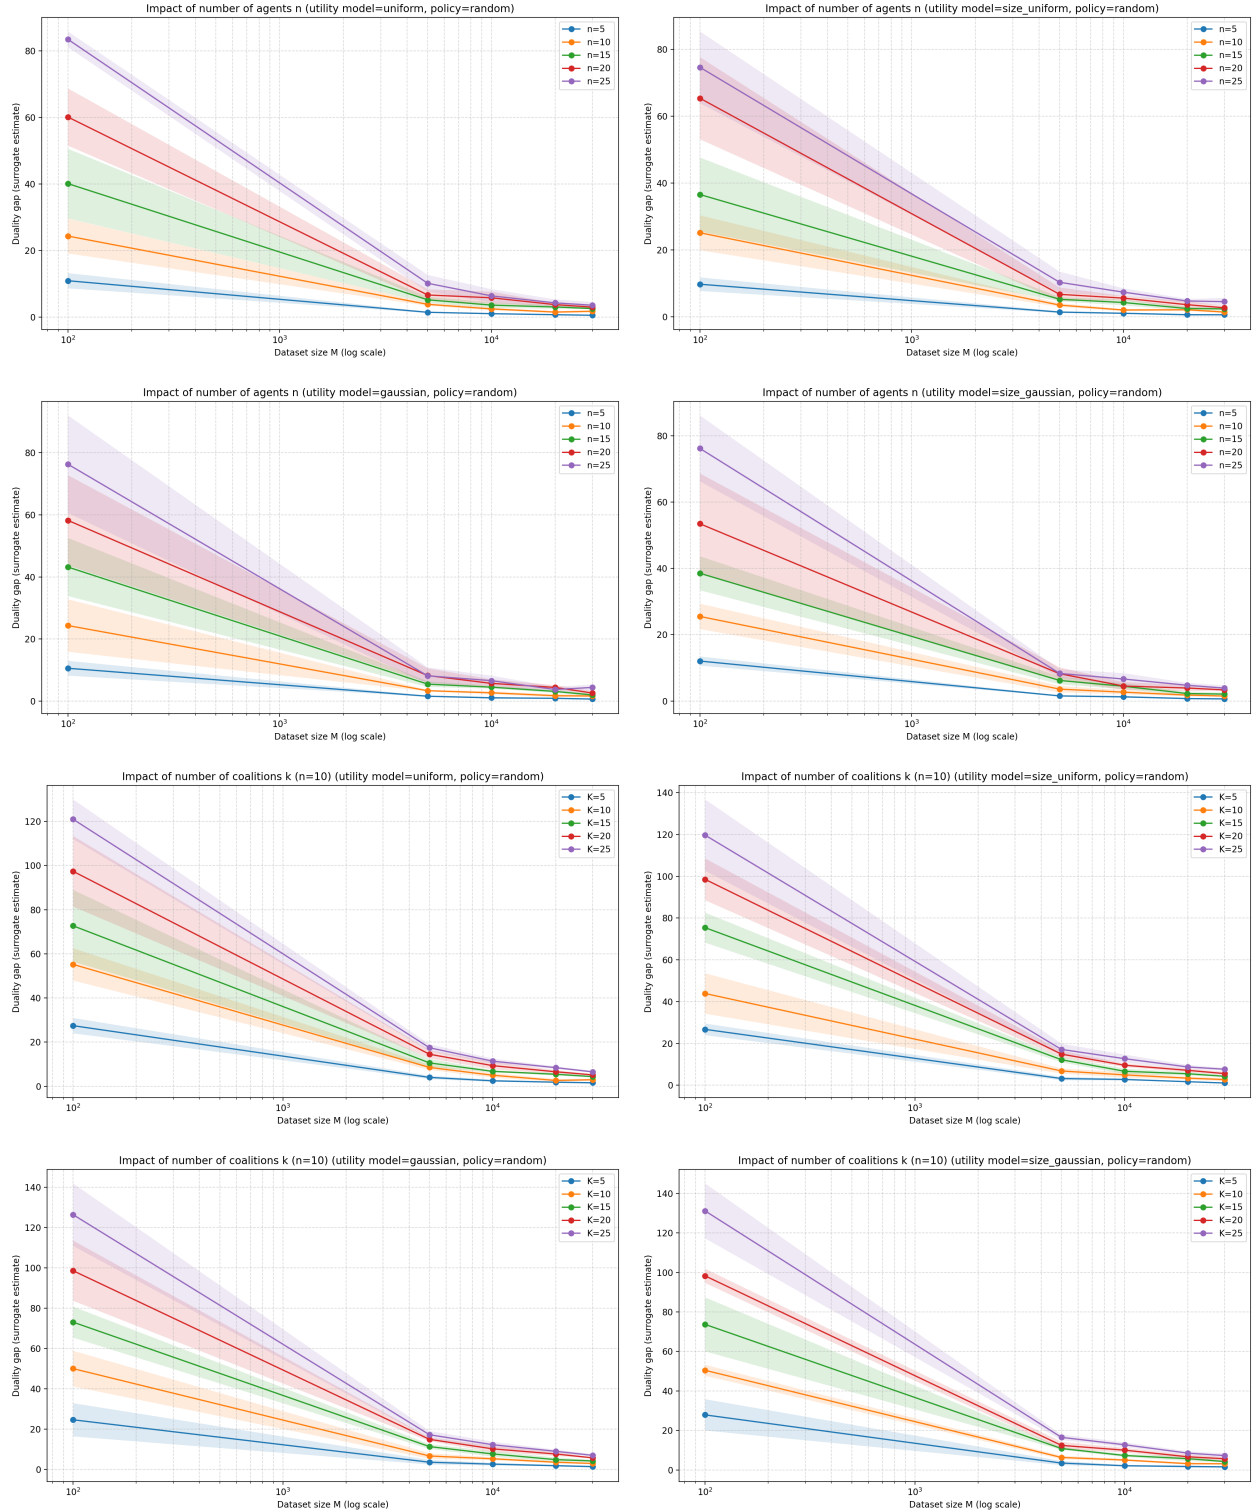 Impact of number of agents n (utility model=uniform, policy=random)
Duality gap (surrogate estimate)
80
60
40
20
0
n=5
n=10
n=15
n=20
n=25
10²
10³
10⁴
Dataset size M (log scale)
Impact of number of agents n (utility model=size_uniform, policy=random)
Duality gap (surrogate estimate)
80
60
40
20
0
n=5
n=10
n=15
n=20
n=25
10²
10³
10⁴
Dataset size M (log scale)
Impact of number of agents n (utility model=gaussian, policy=random)
Duality gap (surrogate estimate)
80
60
40
20
0
n=5
n=10
n=15
n=20
n=25
10²
10³
10⁴
Dataset size M (log scale)
Impact of number of agents n (utility model=size_gaussian, policy=random)
Duality gap (surrogate estimate)
80
60
40
20
0
n=5
n=10
n=15
n=20
n=25
10²
10³
10⁴
Dataset size M (log scale)
Impact of number of coalitions k (n=10) (utility model=uniform, policy=random)
Duality gap (surrogate estimate)
120
100
80
60
40
20
0
K=5
K=10
K=15
K=20
K=25
10²
10³
10⁴
Dataset size M (log scale)
Impact of number of coalitions k (n=10) (utility model=size_uniform, policy=random)
Duality gap (surrogate estimate)
140
120
100
80
60
40
20
0
K=5
K=10
K=15
K=20
K=25
10²
10³
10⁴
Dataset size M (log scale)
Impact of number of coalitions k (n=10) (utility model=gaussian, policy=random)
Duality gap (surrogate estimate)
140
120
100
80
60
40
20
0
K=5
K=10
K=15
K=20
K=25
10²
10³
10⁴
Dataset size M (log scale)
Impact of number of coalitions k (n=10) (utility model=size_gaussian, policy=random)
Duality gap (surrogate estimate)
140
120
100
80
60
40
20
0
K=5
K=10
K=15
K=20
K=25
10²
10³
10⁴
Dataset size M (log scale)